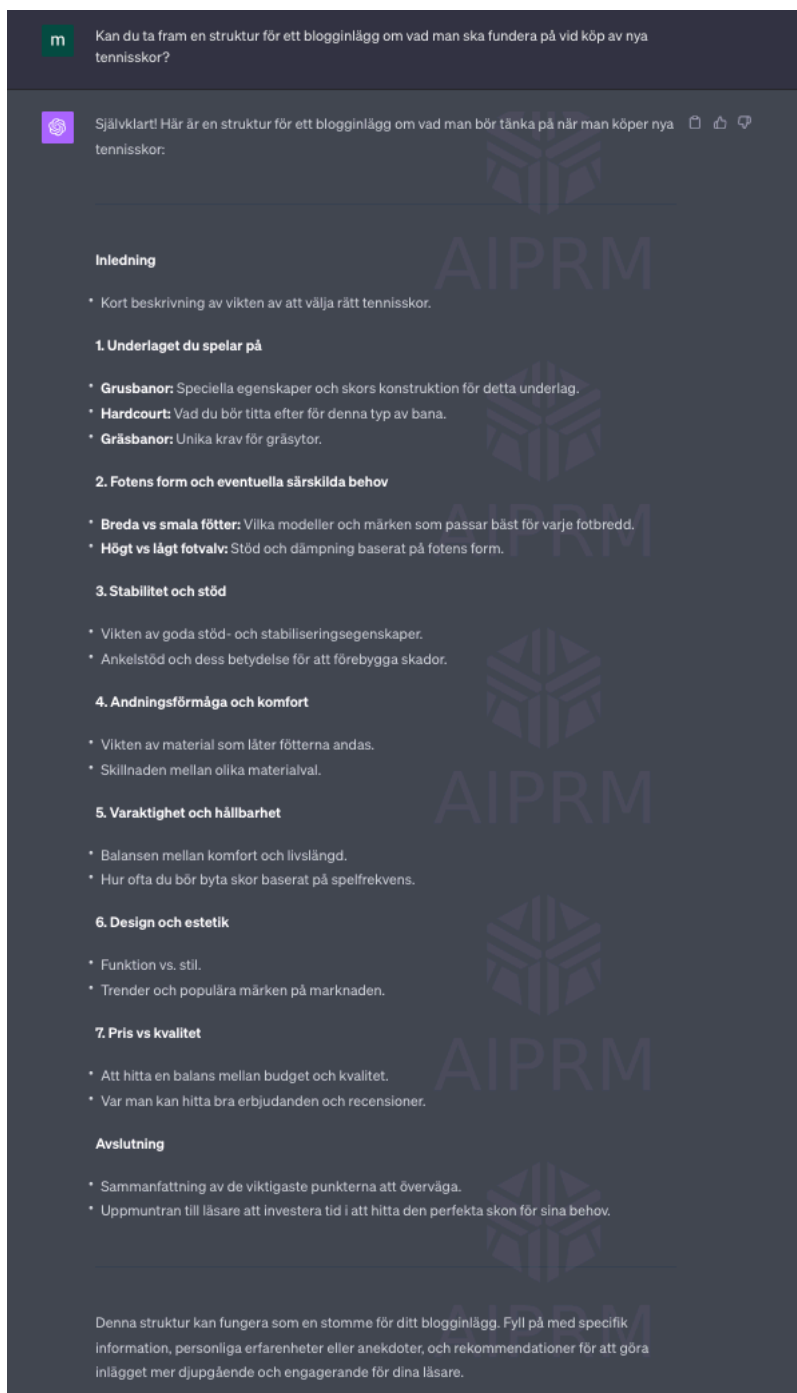 m
Kan du ta fram en struktur för ett blogginlägg om vad man ska fundera på vid köp av nya
tennisskor?
Självklart! Här är en struktur för ett blogginlägg om vad man bör tänka på när man köper nya
tennisskor:
Inledning
• Kort beskrivning av vikten av att välja rätt tennisskor.
1. Underlaget du spelar på
• Grusbanor: Speciella egenskaper och skors konstruktion för detta underlag.
• Hardcourt: Vad du bör titta efter för denna typ av bana.
• Gräsbanor: Unika krav för gräsytor.
2. Fotens form och eventuella särskilda behov
• Breda vs smala fötter: Vilka modeller och märken som passar bäst för varje fotbredd.
• Högt vs lågt fotvalv: Stöd och dämpning baserat på fotens form.
3. Stabilitet och stöd
• Vikten av goda stöd- och stabiliseringsegenskaper.
• Ankelstöd och dess betydelse för att förebygga skador.
4. Andningsförmåga och komfort
• Vikten av material som låter fötterna andas.
• Skillnaden mellan olika materialval.
5. Varaktighet och hållbarhet
• Balansen mellan komfort och livslängd.
• Hur ofta du bör byta skor baserat på spelfrekvens.
6. Design och estetik
• Funktion vs. stil.
• Trender och populära märken på marknaden.
7. Pris vs kvalitet
• Att hitta en balans mellan budget och kvalitet.
• Var man kan hitta bra erbjudanden och recensioner.
Avslutning
• Sammanfattning av de viktigaste punkterna att överväga.
• Uppmuntran till läsare att investera tid i att hitta den perfekta skon för sina behov.
Denna struktur kan fungera som en stomme för ditt blogginlägg. Fyll på med specifik
information, personliga erfarenheter eller anekdoter, och rekommendationer för att göra
inlägget mer djupgående och engagerande för dina läsare.
AIPRM
AIPRM
AIPRM
AIPRM
AIPRM